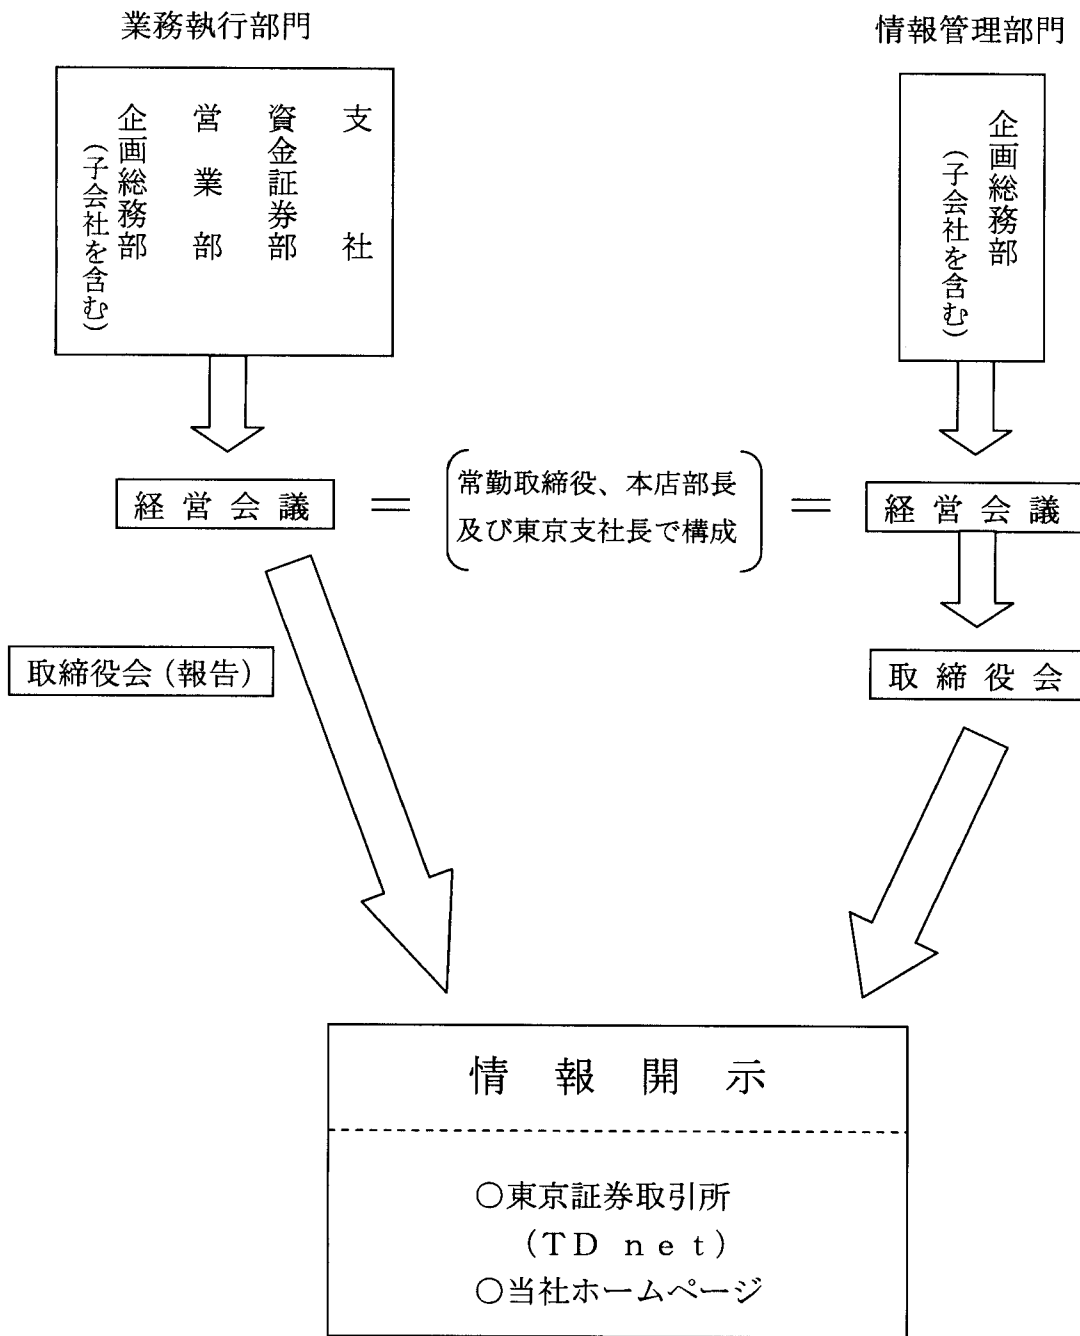 業務執行部門
情報管理部門
支社
資金証券部
営業部
企画総務部
(子会社を含む)
企画総務部
(子会社を含む)
経営会議
=
常勤取締役、本店部長
及び東京支社長で構成
=
経営会議
取締役会(報告)
取締役会
情報開示
○東京証券取引所
(TD net)
○当社ホームページ